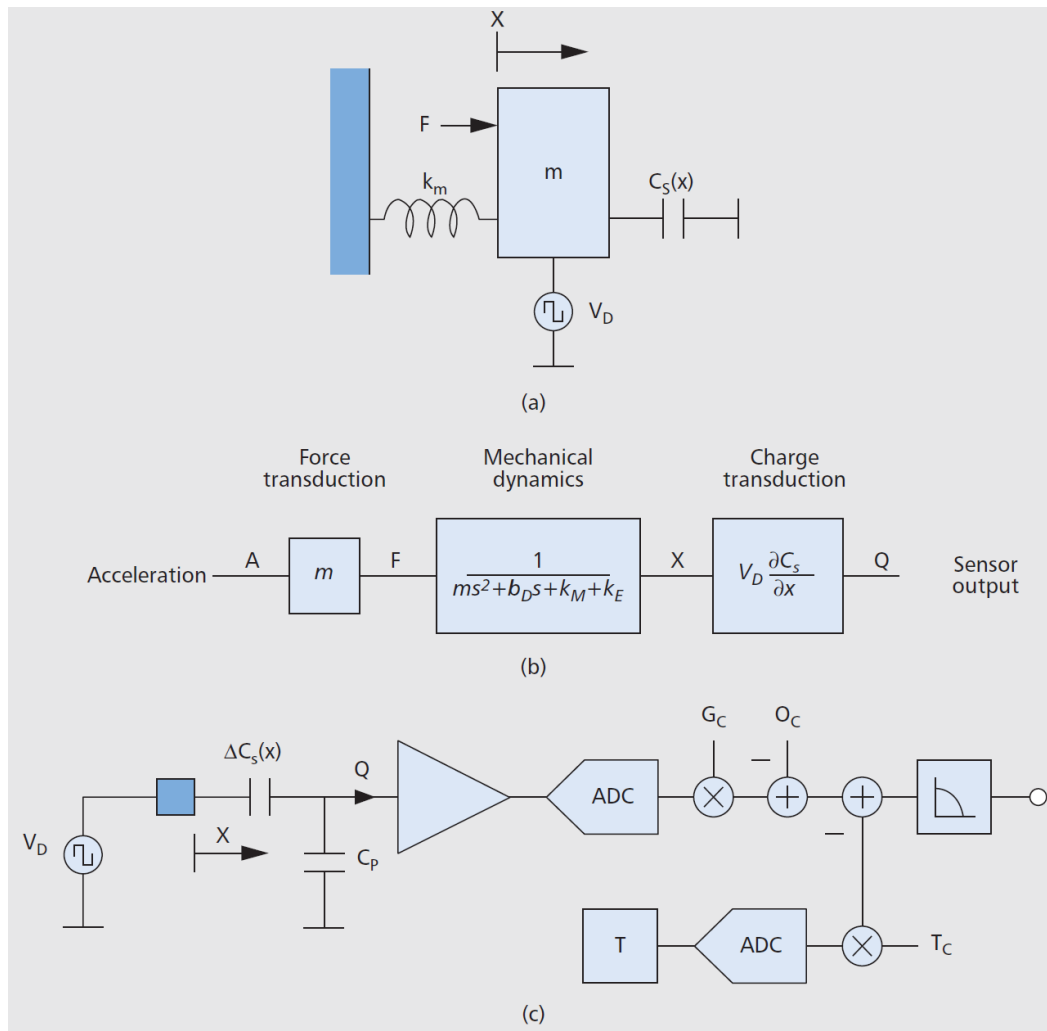 X
F
m
k_m
C_S(x)
V_D
(a)
Force transduction
Mechanical dynamics
Charge transduction
Acceleration
A
m
F
1
ms²+b_Ds+k_M+k_E
X
V_D ∂C_s/∂x
Q
Sensor output
(b)
G_C
O_C
ΔC_s(x)
Q
ADC
×
+
+
−
−
V_D
X
C_P
T
ADC
×
T_C
(c)